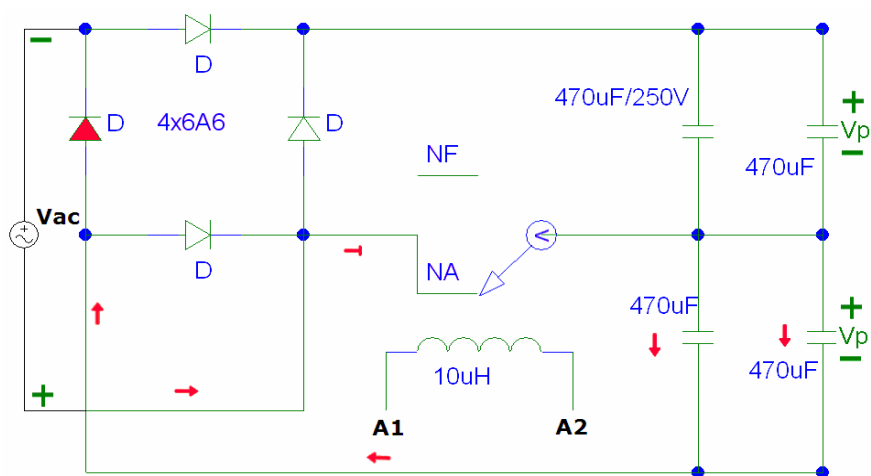 −
D
470uF/250V
+
D
4x6A6
D
Vp
NF
−
470uF
Vac
D
NA
470uF
+
Vp
−
470uF
10uH
+
A1
A2